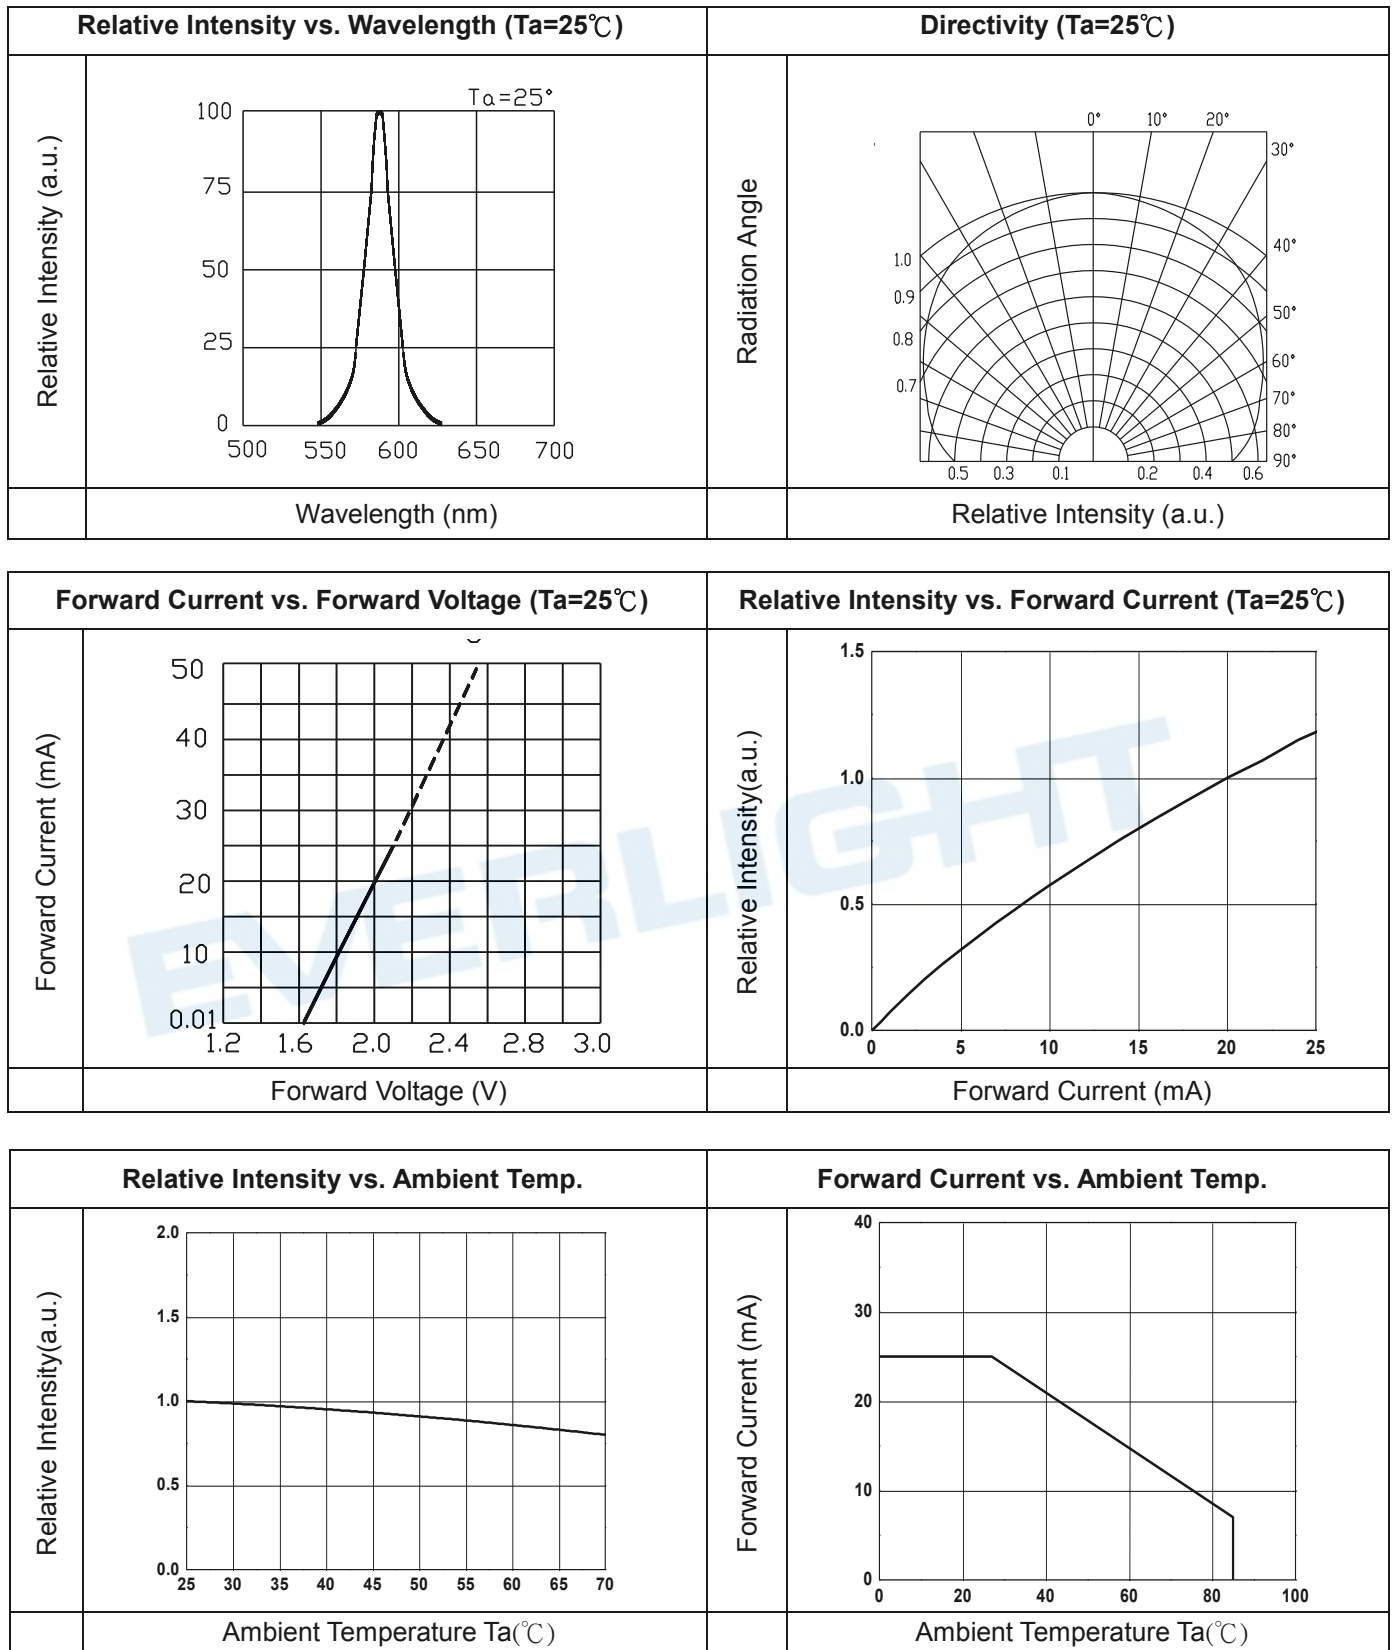 Relative Intensity vs. Wavelength (Ta=25℃)
Directivity (Ta=25℃)
Relative Intensity (a.u.)
Ta=25°
100
75
50
25
0
500 550 600 650 700
Wavelength (nm)
Radiation Angle
0° 10° 20°
30°
40°
50°
60°
70°
80°
90°
1.0
0.9
0.8
0.7
0.5 0.3 0.1 0.2 0.4 0.6
Relative Intensity (a.u.)
Forward Current vs. Forward Voltage (Ta=25℃)
Relative Intensity vs. Forward Current (Ta=25℃)
Forward Current (mA)
50
40
30
20
10
0.01
1.2 1.6 2.0 2.4 2.8 3.0
Forward Voltage (V)
Relative Intensity(a.u.)
1.5
1.0
0.5
0.0
0 5 10 15 20 25
Forward Current (mA)
EVERLIGHT
Relative Intensity vs. Ambient Temp.
Forward Current vs. Ambient Temp.
Relative Intensity(a.u.)
2.0
1.5
1.0
0.5
0.0
25 30 35 40 45 50 55 60 65 70
Ambient Temperature Ta(℃)
Forward Current (mA)
40
30
20
10
0
0 20 40 60 80 100
Ambient Temperature Ta(℃)